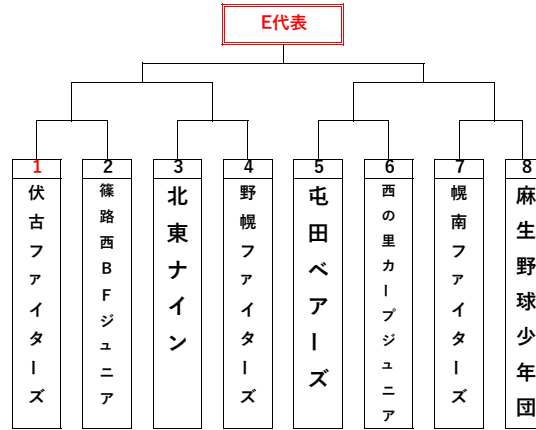 E代表
1 2 3 4 5 6 7 8
伏古ファイターズ
篠路西BFジュニア
北東ナイン
野幌ファイターズ
屯田ベアーズ
西の里カープジュニア
幌南ファイターズ
麻生野球少年団